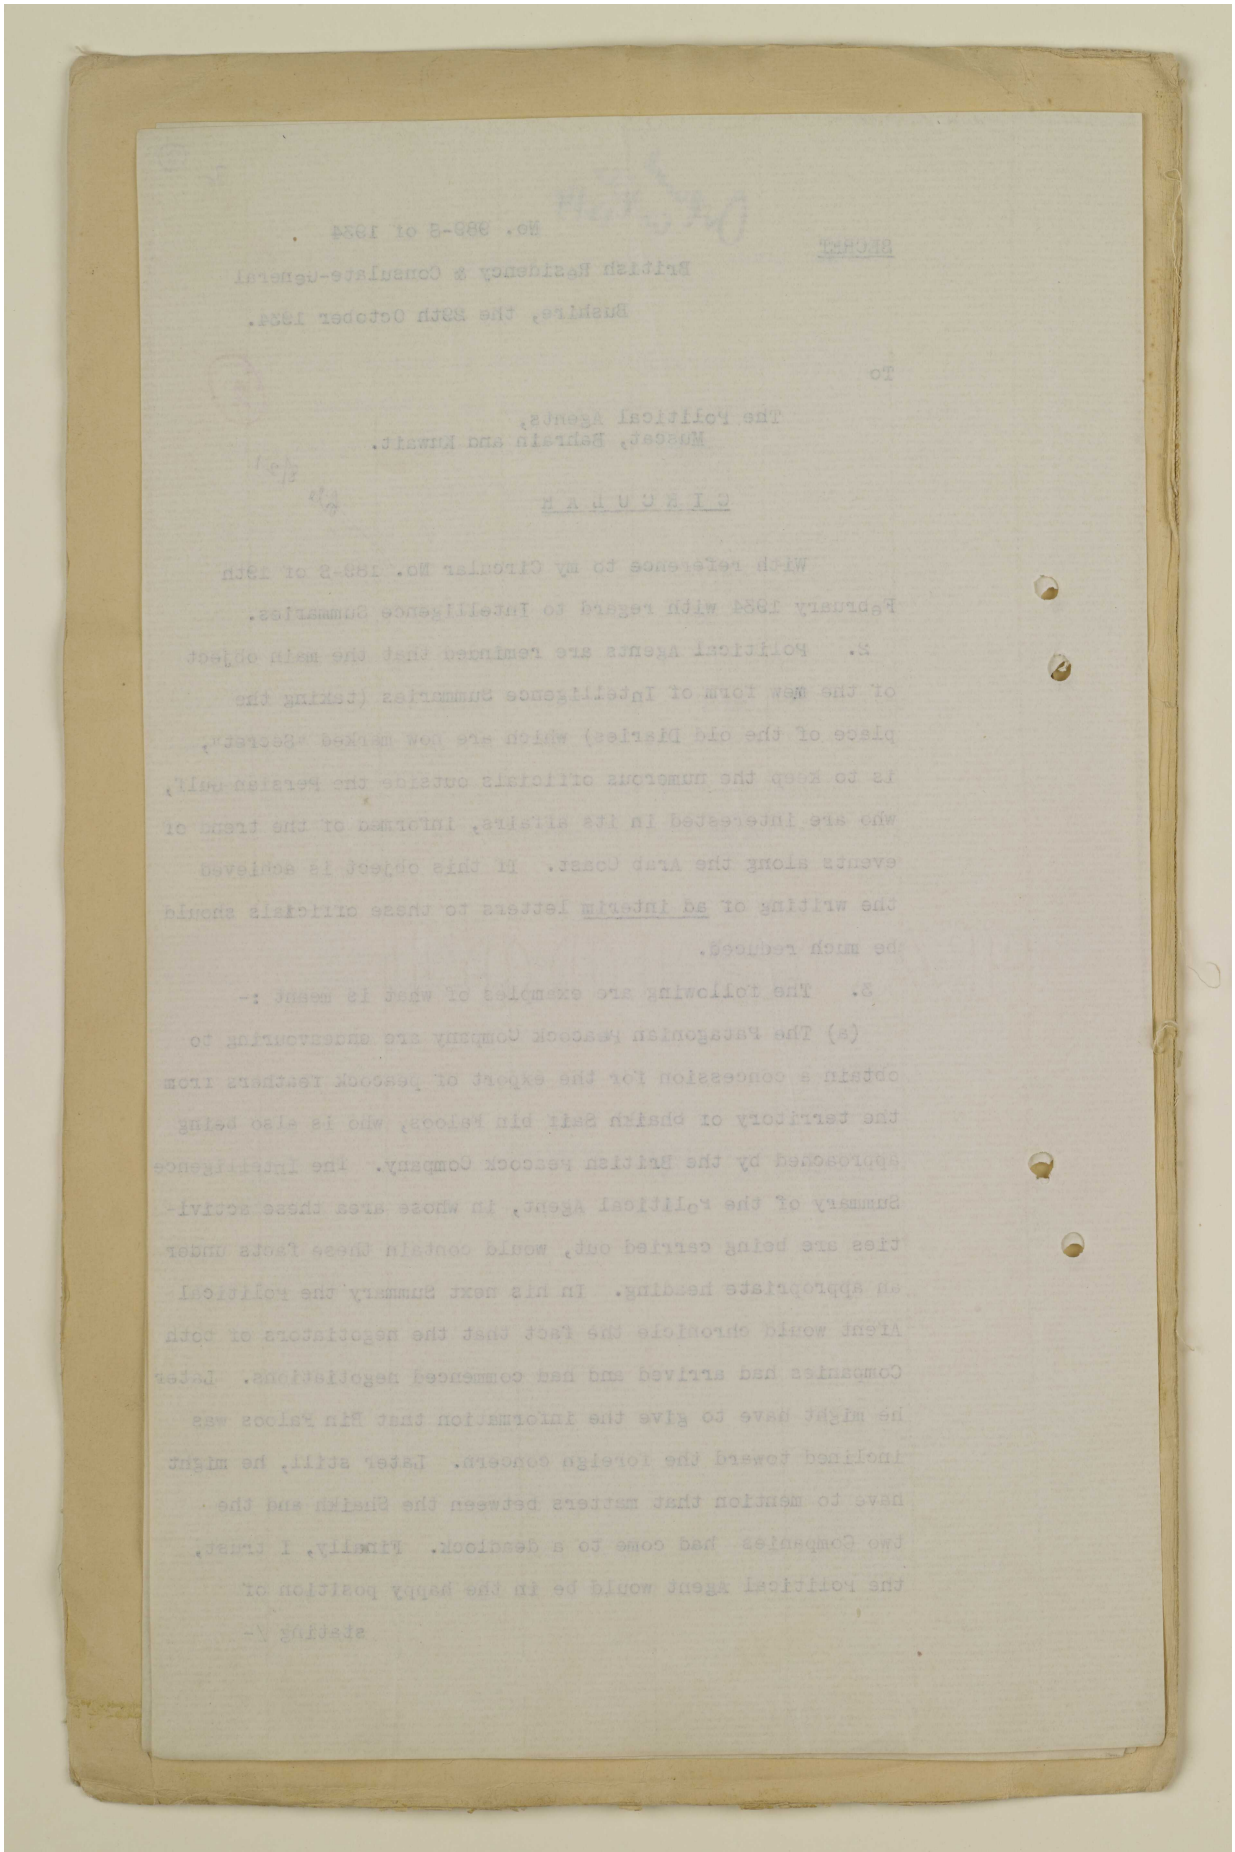 SECRET
No. 989-S of 1934
British Residency & Consulate-General
Bushire, the 29th October 1934.
To
The Political Agents,
Muscat, Bahrain and Kuwait.
C I R C U L A R
With reference to my Circular No. 189-S of 19th
February 1934 with regard to Intelligence Summaries.
2. Political Agents are reminded that the main object
of the new form of Intelligence Summaries (taking the
place of the old Diaries) which are now marked "Secret",
is to keep the numerous officials outside the Persian Gulf,
who are interested in its affairs, informed of the trend of
events along the Arab Coast. If this object is achieved
the writing of ad interim letters to these officials should
be much reduced.
3. The following are examples of what is meant :-
(a) The Patagonian Peacock Company are endeavouring to
obtain a concession for the export of peacock feathers from
the territory of Shaikh Saif bin Faloos, who is also being
approached by the British Peacock Company. The Intelligence
Summary of the Political Agent, in whose area these activi-
ties are being carried out, would contain these facts under
an appropriate heading. In his next Summary the Political
Agent would chronicle the fact that the negotiators of both
Companies had arrived and had commenced negotiations. Later
he might have to give the information that Bin Faloos was
inclined toward the foreign concern. Later still, he might
have to mention that matters between the Shaikh and the
two Companies had come to a deadlock. Finally, I trust,
the Political Agent would be in the happy position of
stating /-